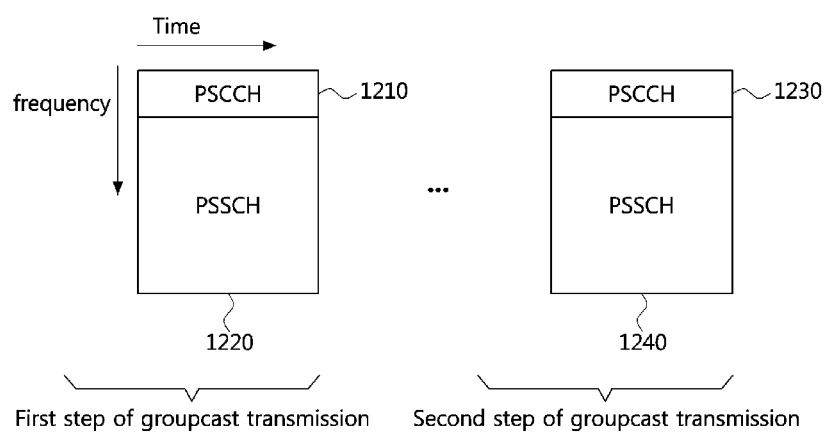 Time
frequency
PSCCH
1210
PSCCH
1230
PSSCH
...
PSSCH
1220
1240
First step of groupcast transmission
Second step of groupcast transmission